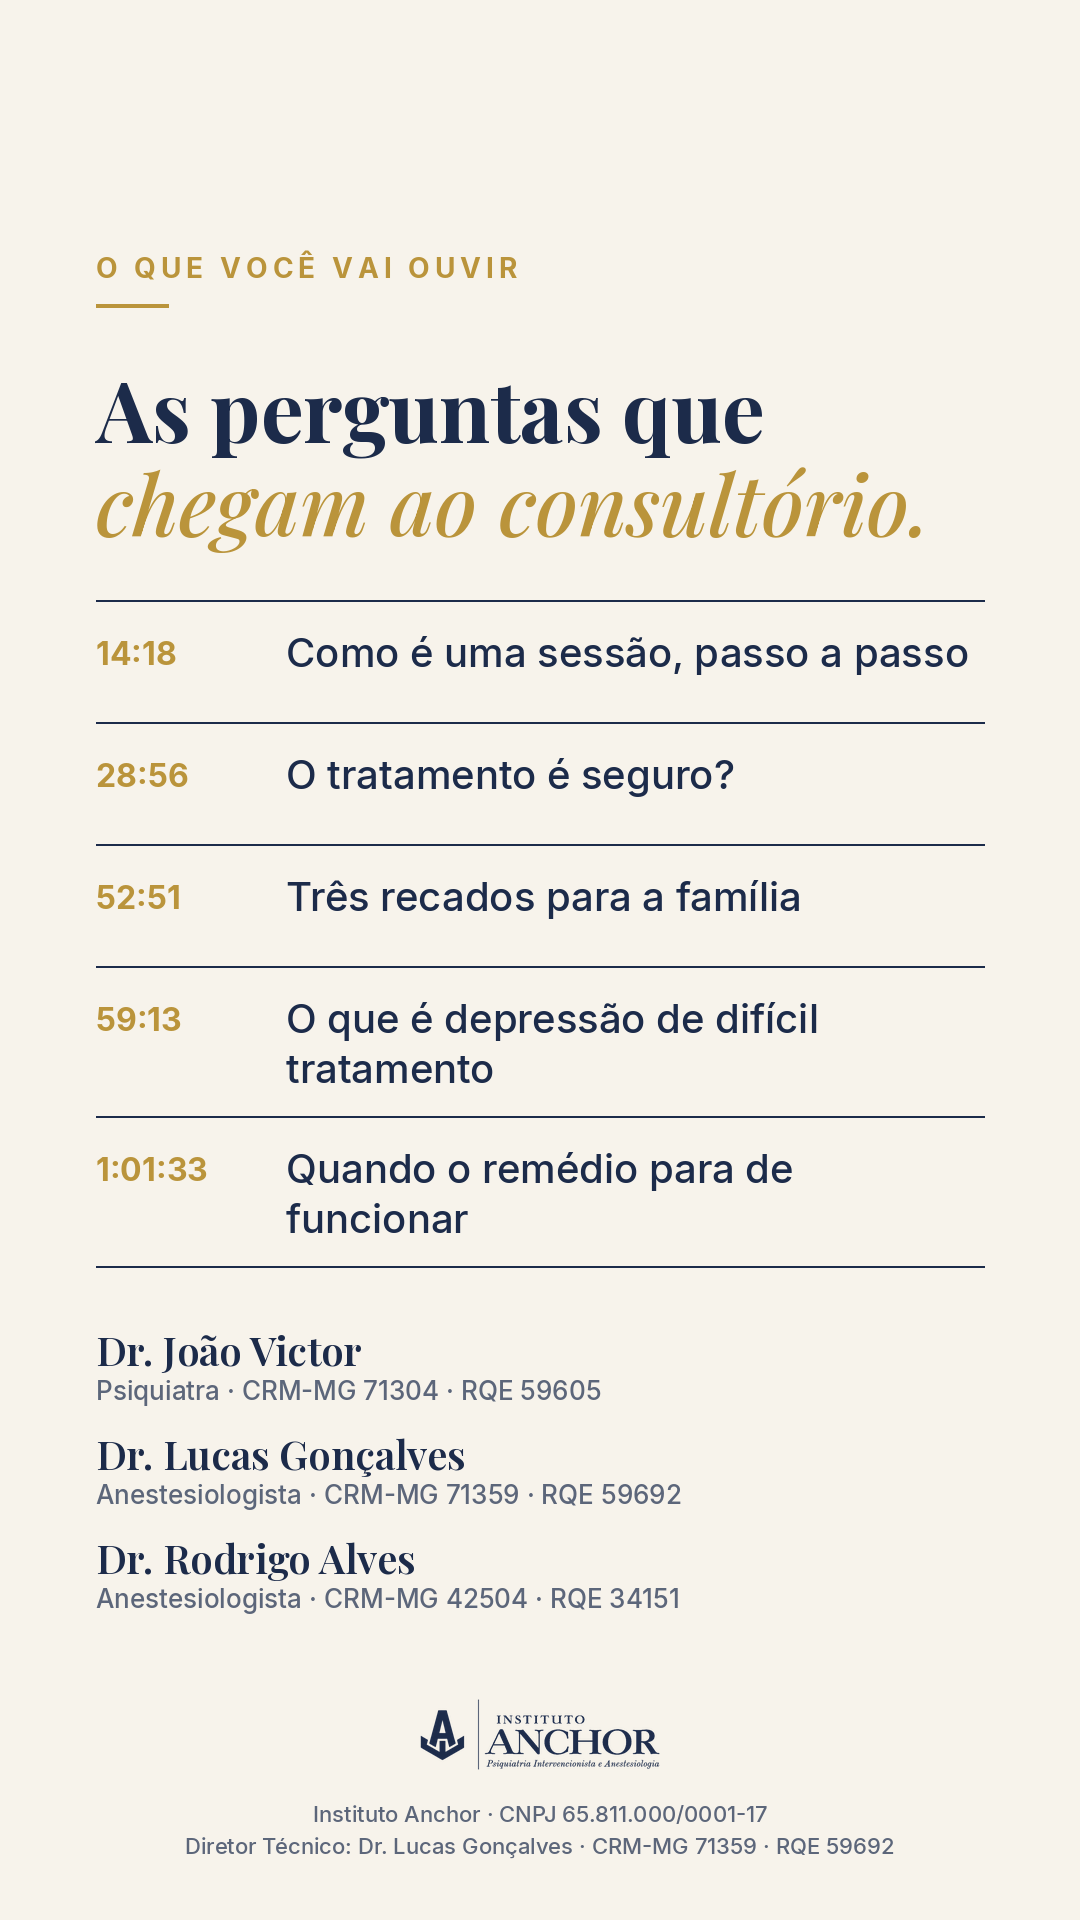 O QUE VOCÊ VAI OUVIR
As perguntas que
chegam ao consultório.
14:18 Como é uma sessão, passo a passo
28:56 O tratamento é seguro?
52:51 Três recados para a família
59:13 O que é depressão de difícil
tratamento
1:01:33 Quando o remédio para de
funcionar
Dr. João Victor
Psiquiatra · CRM-MG 71304 · RQE 59605
Dr. Lucas Gonçalves
Anestesiologista · CRM-MG 71359 · RQE 59692
Dr. Rodrigo Alves
Anestesiologista · CRM-MG 42504 · RQE 34151
INSTITUTO
ANCHOR
Psiquiatria Intervencionista e Anestesiologia
Instituto Anchor · CNPJ 65.811.000/0001-17
Diretor Técnico: Dr. Lucas Gonçalves · CRM-MG 71359 · RQE 59692